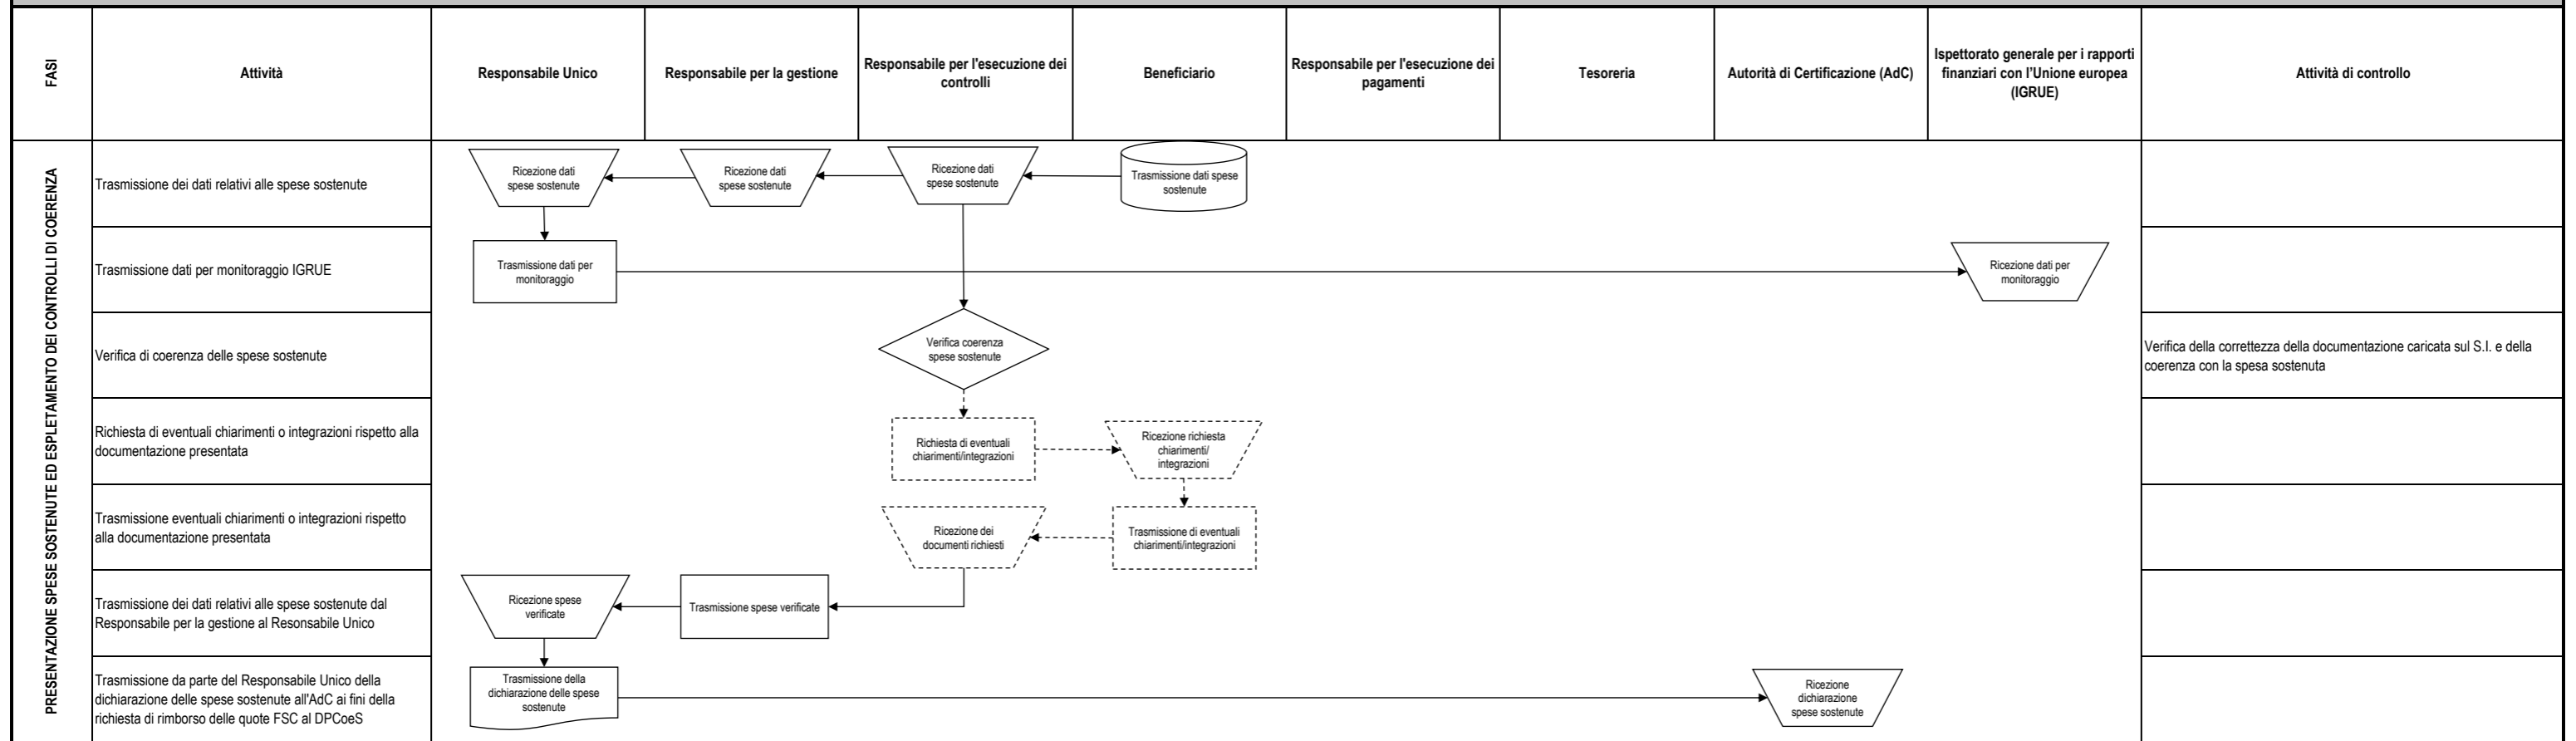 FASI
Attività
Responsabile Unico
Responsabile per la gestione
Responsabile per l'esecuzione dei
controlli
Beneficiario
Responsabile per l'esecuzione dei
pagamenti
Tesoreria
Autorità di Certificazione (AdC)
Ispettorato generale per i rapporti
finanziari con l'Unione europea
(IGRUE)
Attività di controllo
PRESENTAZIONE SPESE SOSTENUTE ED ESPLETAMENTO DEI CONTROLLI DI COERENZA
Trasmissione dei dati relativi alle spese sostenute
Ricezione dati
spese sostenute
Ricezione dati
spese sostenute
Ricezione dati
spese sostenute
Trasmissione dati spese
sostenute
Trasmissione dati per monitoraggio IGRUE
Trasmissione dati per
monitoraggio
Ricezione dati per
monitoraggio
Verifica di coerenza delle spese sostenute
Verifica coerenza
spese sostenute
Verifica della correttezza della documentazione caricata sul S.I. e della
coerenza con la spesa sostenuta
Richiesta di eventuali chiarimenti o integrazioni rispetto alla
documentazione presentata
Richiesta di eventuali
chiarimenti/integrazioni
Ricezione richiesta
chiarimenti/
integrazioni
Trasmissione eventuali chiarimenti o integrazioni rispetto
alla documentazione presentata
Ricezione dei
documenti richiesti
Trasmissione di eventuali
chiarimenti/integrazioni
Trasmissione dei dati relativi alle spese sostenute dal
Responsabile per la gestione al Resonsabile Unico
Ricezione spese
verificate
Trasmissione spese verificate
Trasmissione da parte del Responsabile Unico della
dichiarazione delle spese sostenute all'AdC ai fini della
richiesta di rimborso delle quote FSC al DPCoeS
Trasmissione della
dichiarazione delle spese
sostenute
Ricezione
dichiarazione
spese sostenute